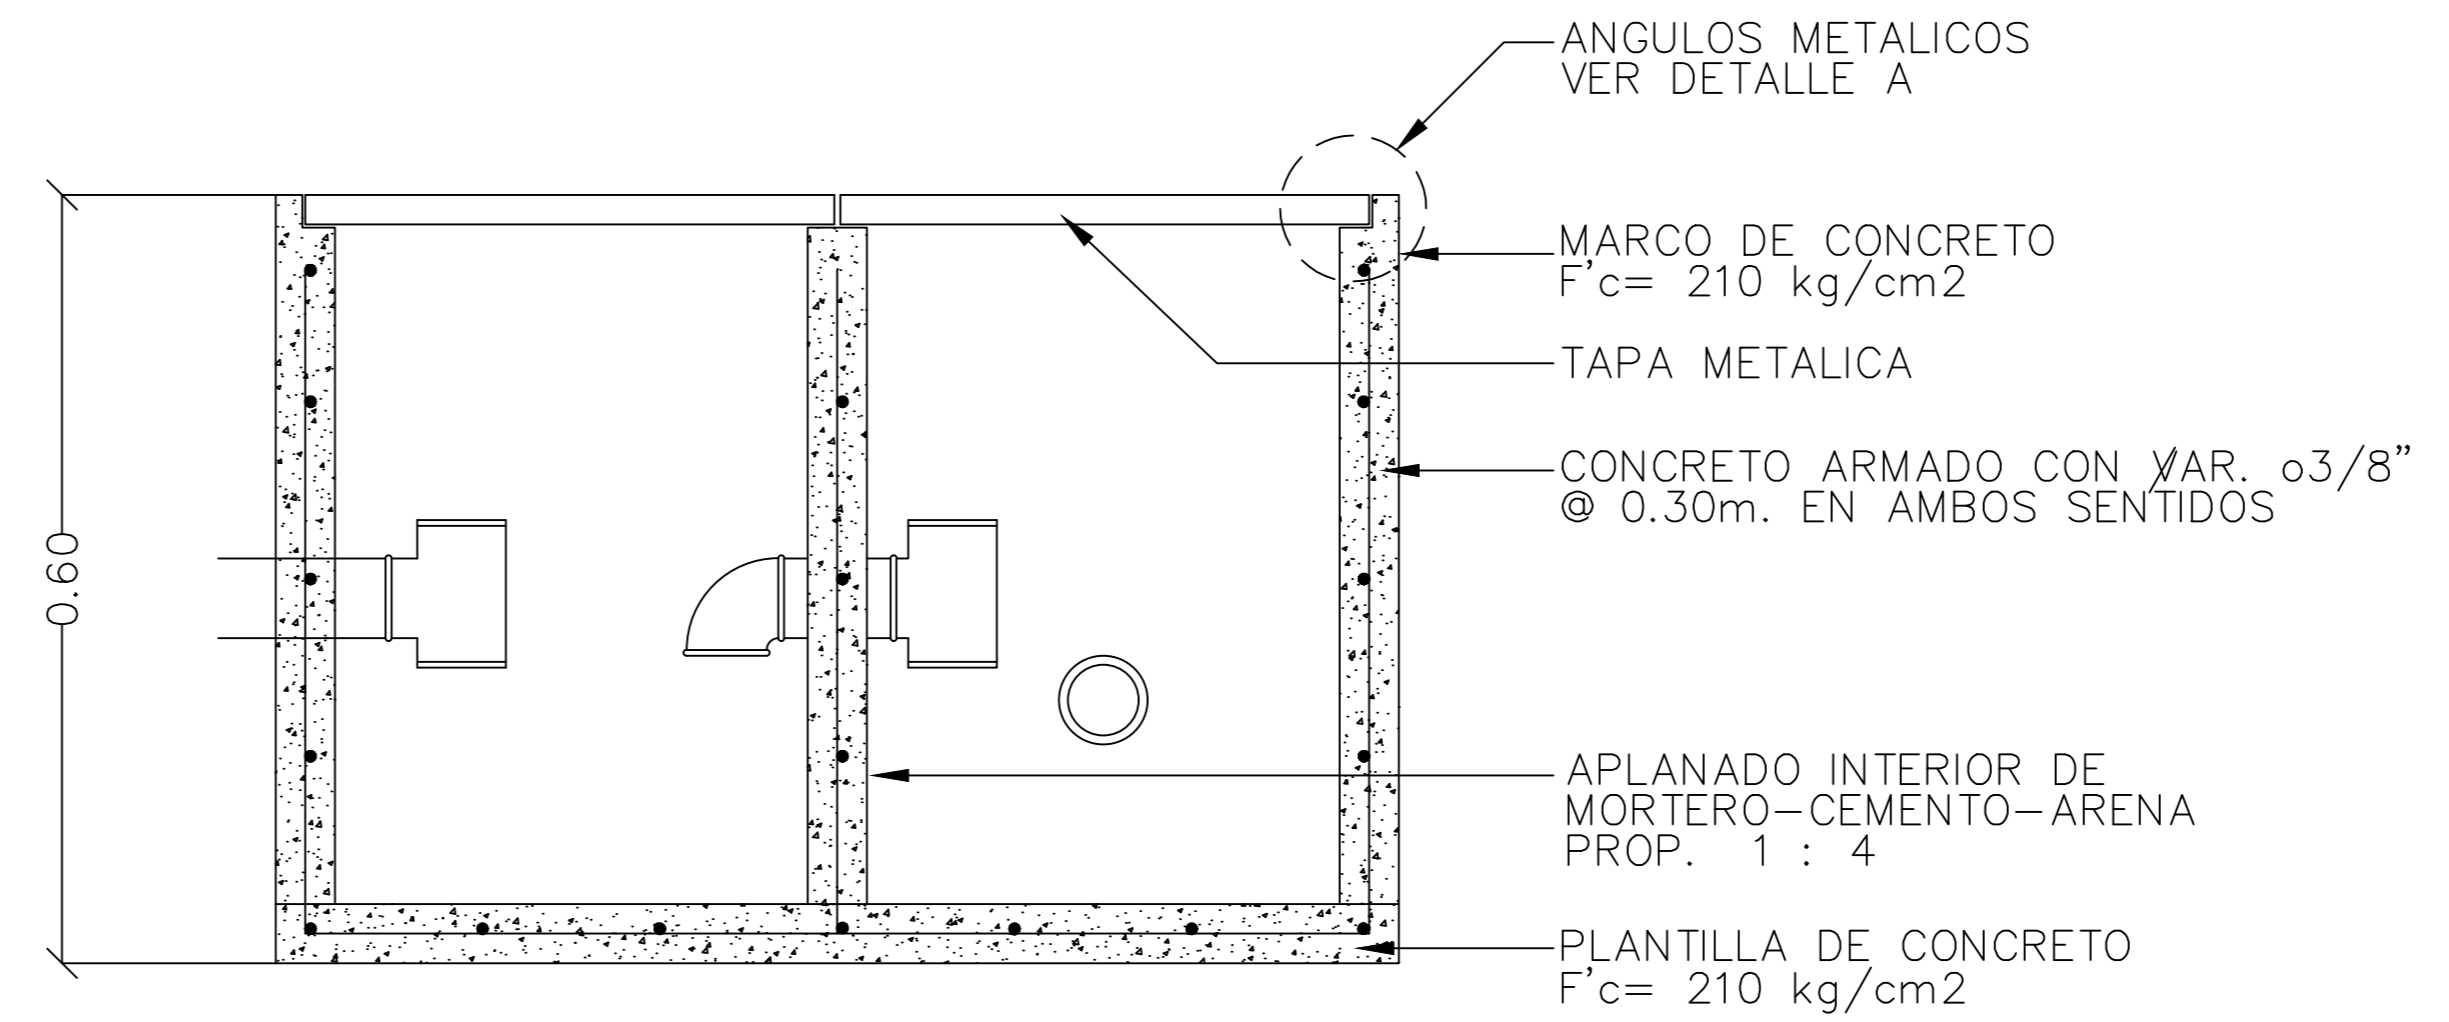 ANGULOS METALICOS
VER DETALLE A
MARCO DE CONCRETO
F'c= 210 kg/cm2
TAPA METALICA
CONCRETO ARMADO CON VAR. o3/8"
@ 0.30m. EN AMBOS SENTIDOS
0.60
APLANADO INTERIOR DE
MORTERO-CEMENTO-ARENA
PROP. 1 : 4
PLANTILLA DE CONCRETO
F'c= 210 kg/cm2